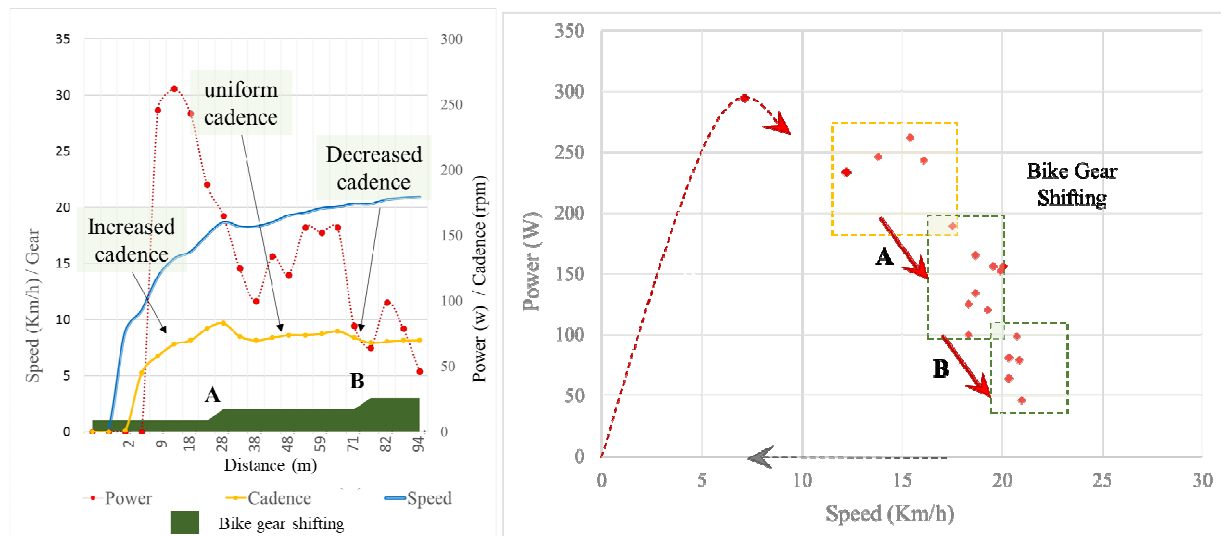 35
30
25
20
15
10
5
0
Speed (Km/h) / Gear
300
250
200
150
100
50
0
Power (w) / Cadence (rpm)
uniform
cadence
Decreased
cadence
Increased
cadence
A
B
2 9 18 28 38 48 59 71 82 94
Distance (m)
Power Cadence Speed
Bike gear shifting
350
300
250
200
150
100
50
0
Power (W)
Bike Gear
Shifting
A
B
0 5 10 15 20 25 30
Speed (Km/h)